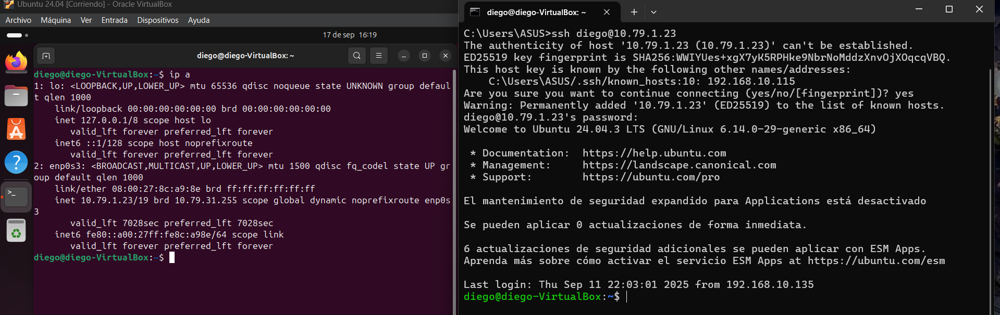 Ubuntu 24.04 [Corriendo] - Oracle VirtualBox
Archivo Máquina Ver Entrada Dispositivos Ayuda
17 de sep 16:19
diego@diego-VirtualBox: ~
diego@diego-VirtualBox:~$ ip a
1: lo: <LOOPBACK,UP,LOWER_UP> mtu 65536 qdisc noqueue state UNKNOWN group defaul
t qlen 1000
link/loopback 00:00:00:00:00:00 brd 00:00:00:00:00:00
inet 127.0.0.1/8 scope host lo
valid_lft forever preferred_lft forever
inet6 ::1/128 scope host noprefixroute
valid_lft forever preferred_lft forever
2: enp0s3: <BROADCAST,MULTICAST,UP,LOWER_UP> mtu 1500 qdisc fq_codel state UP gr
oup default qlen 1000
link/ether 08:00:27:8c:a9:8e brd ff:ff:ff:ff:ff:ff
inet 10.79.1.23/19 brd 10.79.31.255 scope global dynamic noprefixroute enp0s
3
valid_lft 7028sec preferred_lft 7028sec
inet6 fe80::a00:27ff:fe8c:a98e/64 scope link
valid_lft forever preferred_lft forever
diego@diego-VirtualBox:~$
diego@diego-VirtualBox: ~
C:\Users\ASUS>ssh diego@10.79.1.23
The authenticity of host '10.79.1.23 (10.79.1.23)' can't be established.
ED25519 key fingerprint is SHA256:WWIYUes+xgX7yK5RPHke9NbrNoMddzXnvOjXOqcqVBQ.
This host key is known by the following other names/addresses:
C:\Users\ASUS/.ssh/known_hosts:10: 192.168.10.115
Are you sure you want to continue connecting (yes/no/[fingerprint])? yes
Warning: Permanently added '10.79.1.23' (ED25519) to the list of known hosts.
diego@10.79.1.23's password:
Welcome to Ubuntu 24.04.3 LTS (GNU/Linux 6.14.0-29-generic x86_64)
* Documentation: https://help.ubuntu.com
* Management: https://landscape.canonical.com
* Support: https://ubuntu.com/pro
El mantenimiento de seguridad expandido para Applications está desactivado
Se pueden aplicar 0 actualizaciones de forma inmediata.
6 actualizaciones de seguridad adicionales se pueden aplicar con ESM Apps.
Aprenda más sobre cómo activar el servicio ESM Apps at https://ubuntu.com/esm
Last login: Thu Sep 11 22:03:01 2025 from 192.168.10.135
diego@diego-VirtualBox:~$